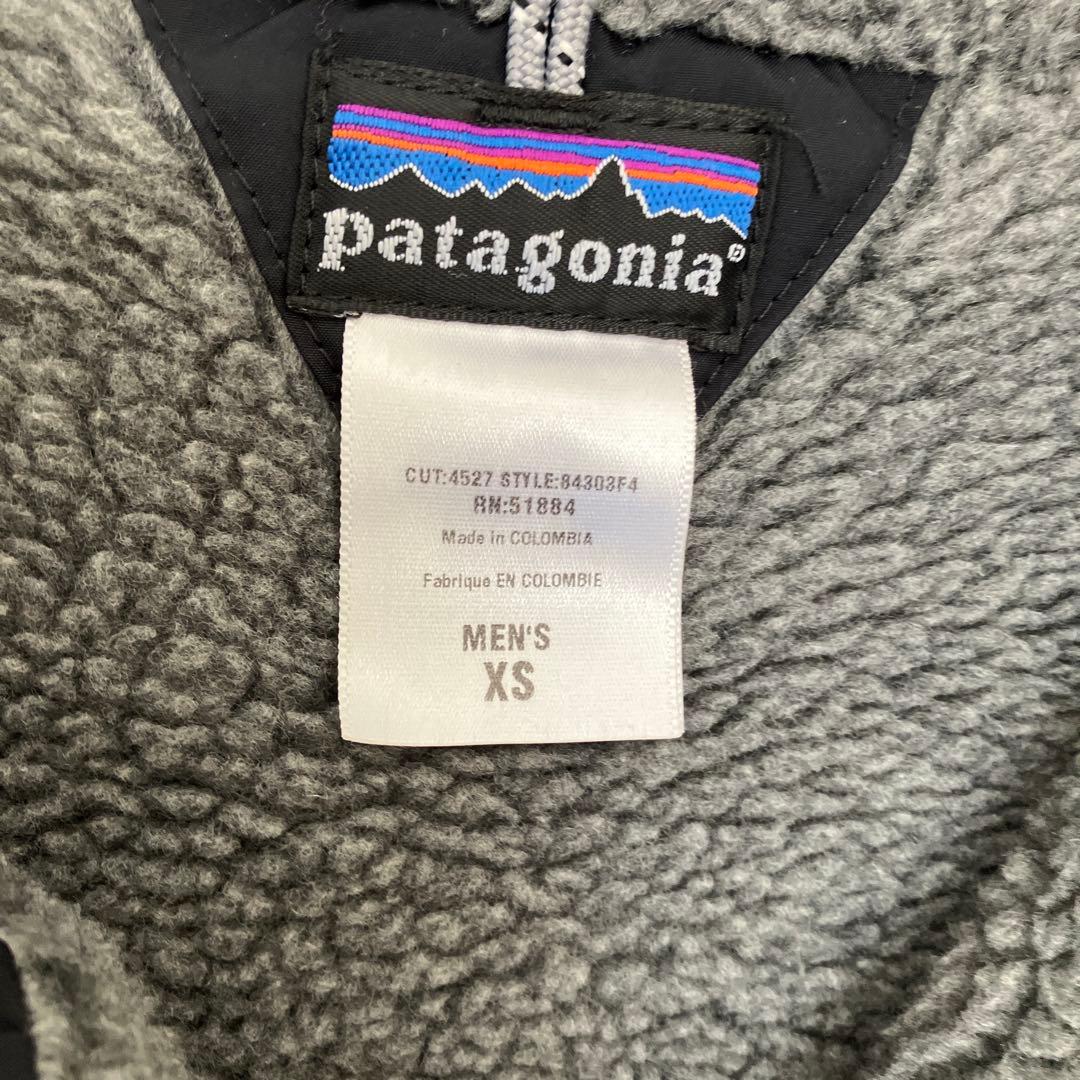 patagonia®
CUT:4527 STYLE:84303F4
RN:51884
Made in COLOMBIA
Fabrique EN COLOMBIE
MEN'S
XS